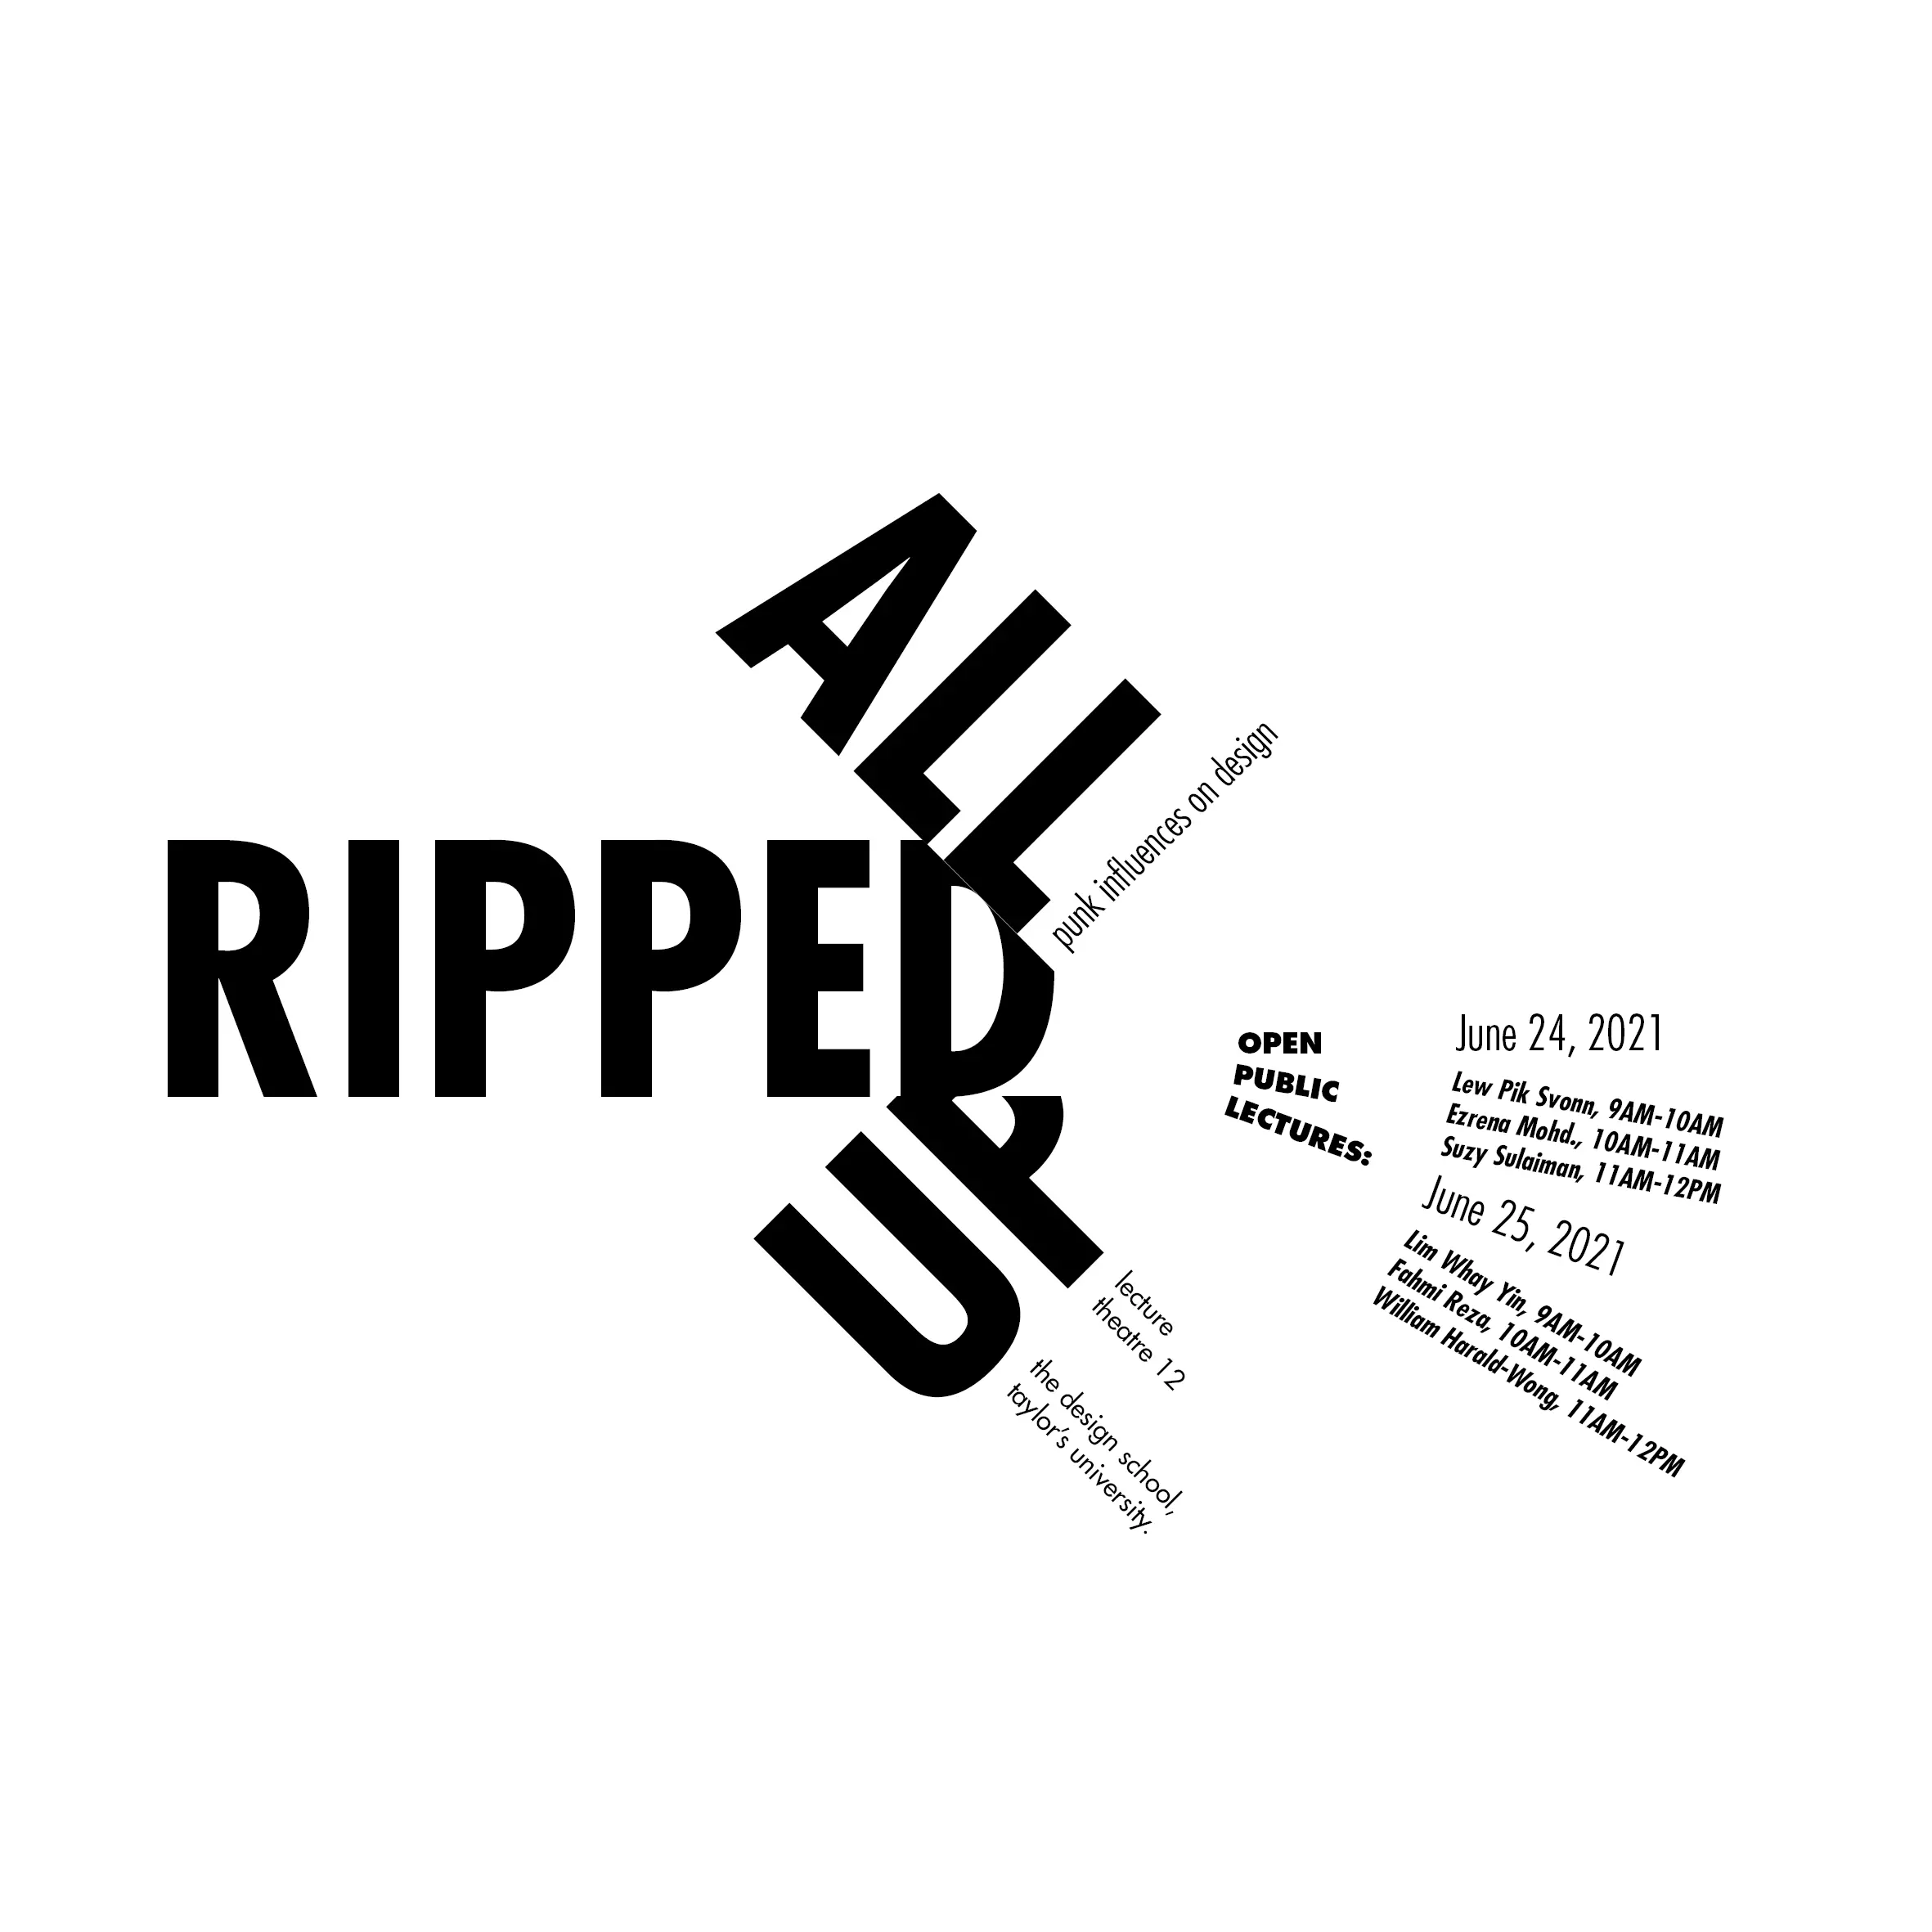 ALL
RIPPED
UP
punk influences on design
OPEN
PUBLIC
LECTURES:
June 24, 2021
Lew Pik Svonn, 9AM-10AM
Ezrena Mohd., 10AM-11AM
Suzy Sulaiman, 11AM-12PM
June 25, 2021
Lim Whay Yin, 9AM-10AM
Fahmi Reza, 10AM-11AM
William Harald-Wong, 11AM-12PM
lecture
theatre 12
the design school,
taylor's university.